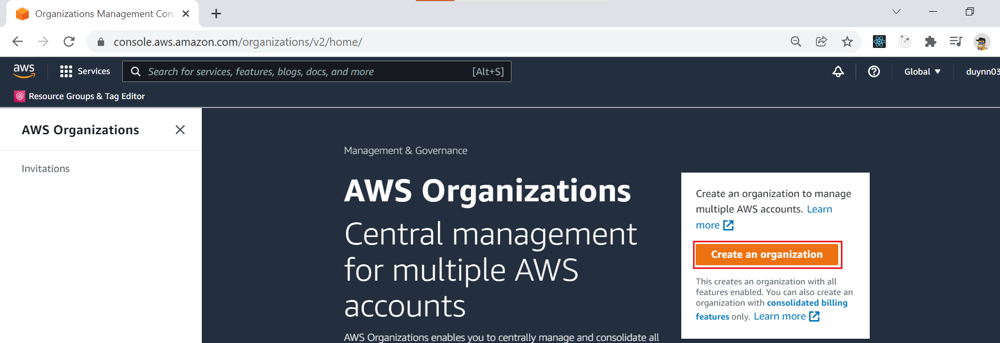 Organizations Management Con
console.aws.amazon.com/organizations/v2/home/
aws
Services
Search for services, features, blogs, docs, and more
[Alt+S]
Global
duynn03
Resource Groups & Tag Editor
AWS Organizations
Invitations
Management & Governance
AWS Organizations
Central management
for multiple AWS
accounts
AWS Organizations enables you to centrally manage and consolidate all
Create an organization to manage
multiple AWS accounts. Learn
more
Create an organization
This creates an organization with all
features enabled. You can also create an
organization with consolidated billing
features only. Learn more